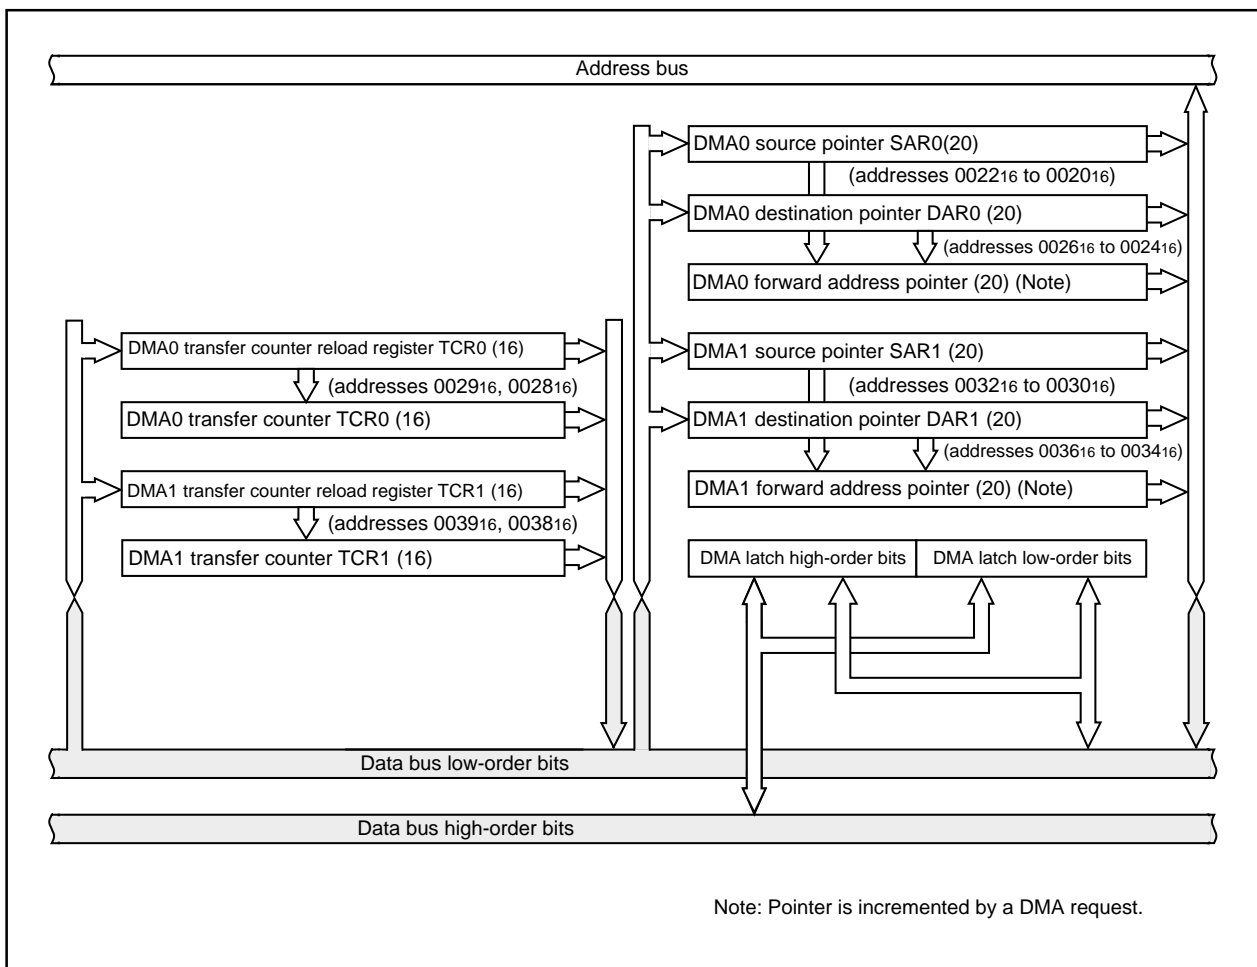 Address bus
DMA0 source pointer SAR0(20)
(addresses 002216 to 002016)
DMA0 destination pointer DAR0 (20)
(addresses 002616 to 002416)
DMA0 forward address pointer (20) (Note)
DMA0 transfer counter reload register TCR0 (16)
(addresses 002916, 002816)
DMA0 transfer counter TCR0 (16)
DMA1 transfer counter reload register TCR1 (16)
(addresses 003916, 003816)
DMA1 transfer counter TCR1 (16)
DMA1 source pointer SAR1 (20)
(addresses 003216 to 003016)
DMA1 destination pointer DAR1 (20)
(addresses 003616 to 003416)
DMA1 forward address pointer (20) (Note)
DMA latch high-order bits
DMA latch low-order bits
Data bus low-order bits
Data bus high-order bits
Note: Pointer is incremented by a DMA request.